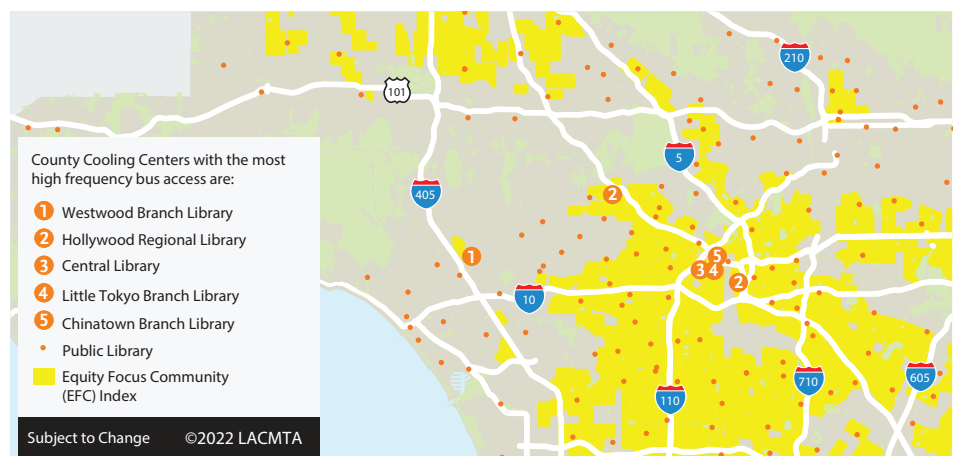 County Cooling Centers with the most
high frequency bus access are:
1 Westwood Branch Library
2 Hollywood Regional Library
3 Central Library
4 Little Tokyo Branch Library
5 Chinatown Branch Library
Public Library
Equity Focus Community
(EFC) Index
Subject to Change ©2022 LACMTA
210
101
5
405
2
1
5
3
4
2
10
110
710
605